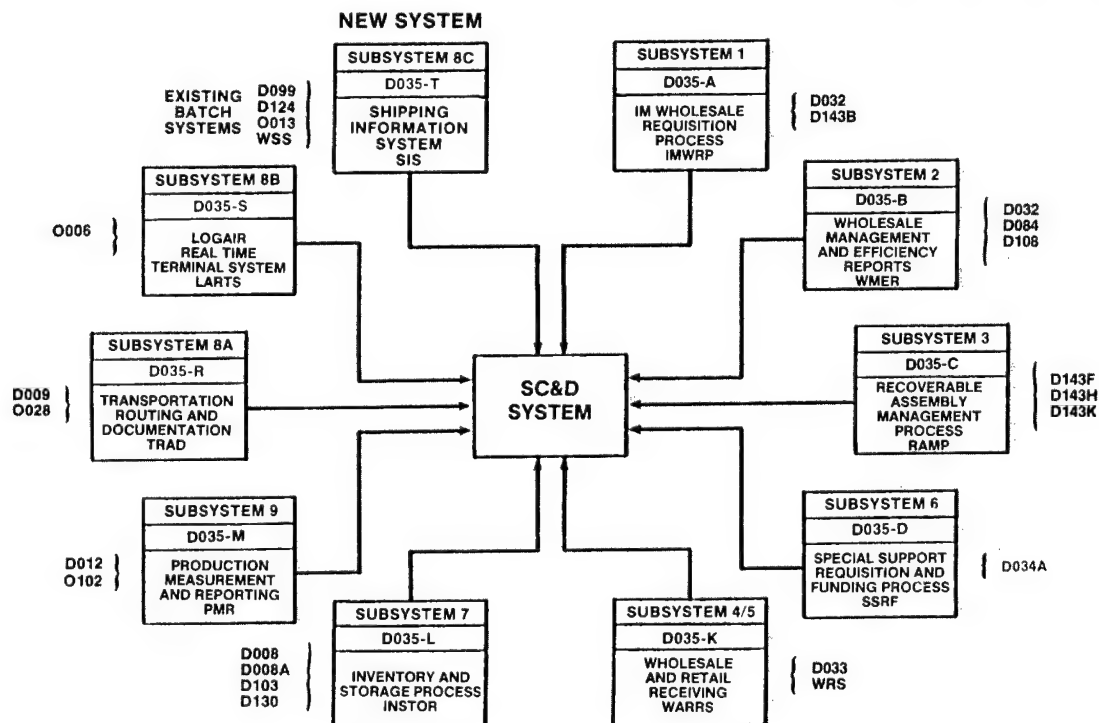 NEW SYSTEM
EXISTING
BATCH
SYSTEMS
D099
D124
O013
WSS
SUBSYSTEM 8C
D035-T
SHIPPING
INFORMATION
SYSTEM
SIS
SUBSYSTEM 1
D035-A
IM WHOLESALE
REQUISITION
PROCESS
IMWRP
D032
D143B
O006
SUBSYSTEM 8B
D035-S
LOGAIR
REAL TIME
TERMINAL SYSTEM
LARTS
SUBSYSTEM 2
D035-B
WHOLESALE
MANAGEMENT
AND EFFICIENCY
REPORTS
WMER
D032
D084
D108
D009
O028
SUBSYSTEM 8A
D035-R
TRANSPORTATION
ROUTING AND
DOCUMENTATION
TRAD
SC&D
SYSTEM
SUBSYSTEM 3
D035-C
RECOVERABLE
ASSEMBLY
MANAGEMENT
PROCESS
RAMP
D143F
D143H
D143K
D012
O102
SUBSYSTEM 9
D035-M
PRODUCTION
MEASUREMENT
AND REPORTING
PMR
SUBSYSTEM 6
D035-D
SPECIAL SUPPORT
REQUISITION AND
FUNDING PROCESS
SSRF
D034A
D008
D008A
D103
D130
SUBSYSTEM 7
D035-L
INVENTORY AND
STORAGE PROCESS
INSTOR
SUBSYSTEM 4/5
D035-K
WHOLESALE
AND RETAIL
RECEIVING
WARRS
D033
WRS